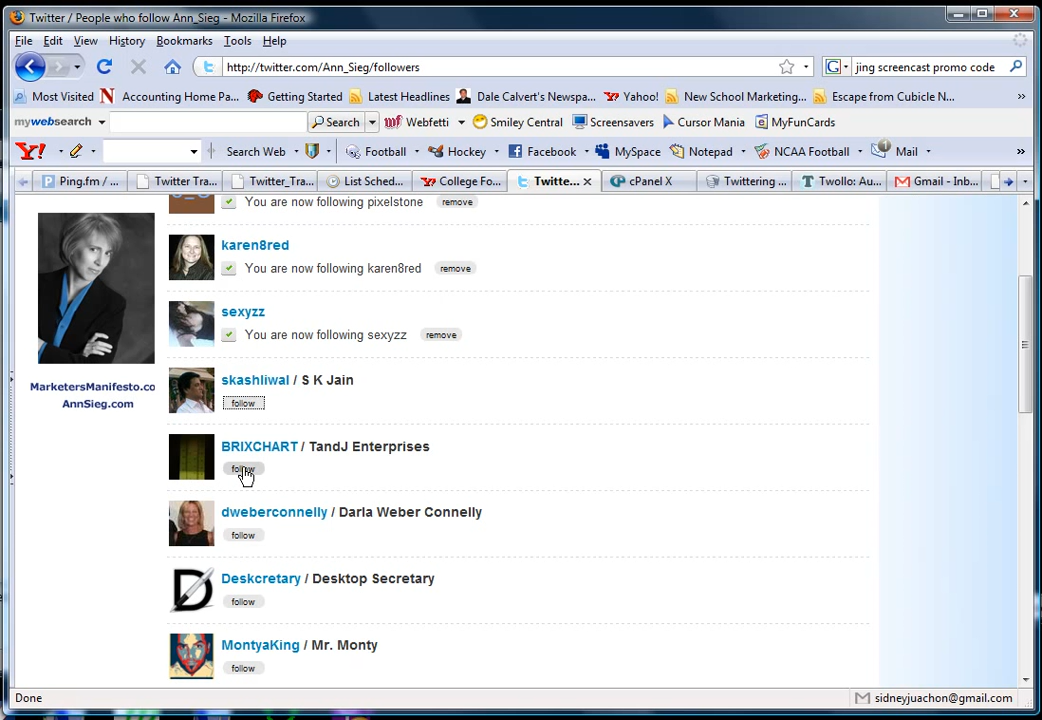 Twitter / People who follow Ann_Sieg - Mozilla Firefox
File Edit View History Bookmarks Tools Help
http://twitter.com/Ann_Sieg/followers
G jing screencast promo code
Most Visited N Accounting Home Pa... Getting Started Latest Headlines Dale Calvert's Newspa... Y! Yahoo! New School Marketing... Escape from Cubicle N... »
mywebsearch Search wf Webfetti Smiley Central Screensavers Cursor Mania MyFunCards
Y! Search Web Football Hockey Facebook MySpace Notepad NCAA Football Mail »
Ping.fm / ... Twitter Tra... Twitter_Tra... List Sched... College Fo... Twitte... cPanel X Twittering ... Twollo: Au... Gmail - Inb...
You are now following pixelstone remove
karen8red
You are now following karen8red remove
sexyzz
You are now following sexyzz remove
MarketersManifesto.co
AnnSieg.com
skashliwal / S K Jain
follow
BRIXCHART / TandJ Enterprises
follow
dweberconnelly / Darla Weber Connelly
follow
Deskcretary / Desktop Secretary
follow
MontyaKing / Mr. Monty
follow
Done
sidneyjuachon@gmail.com